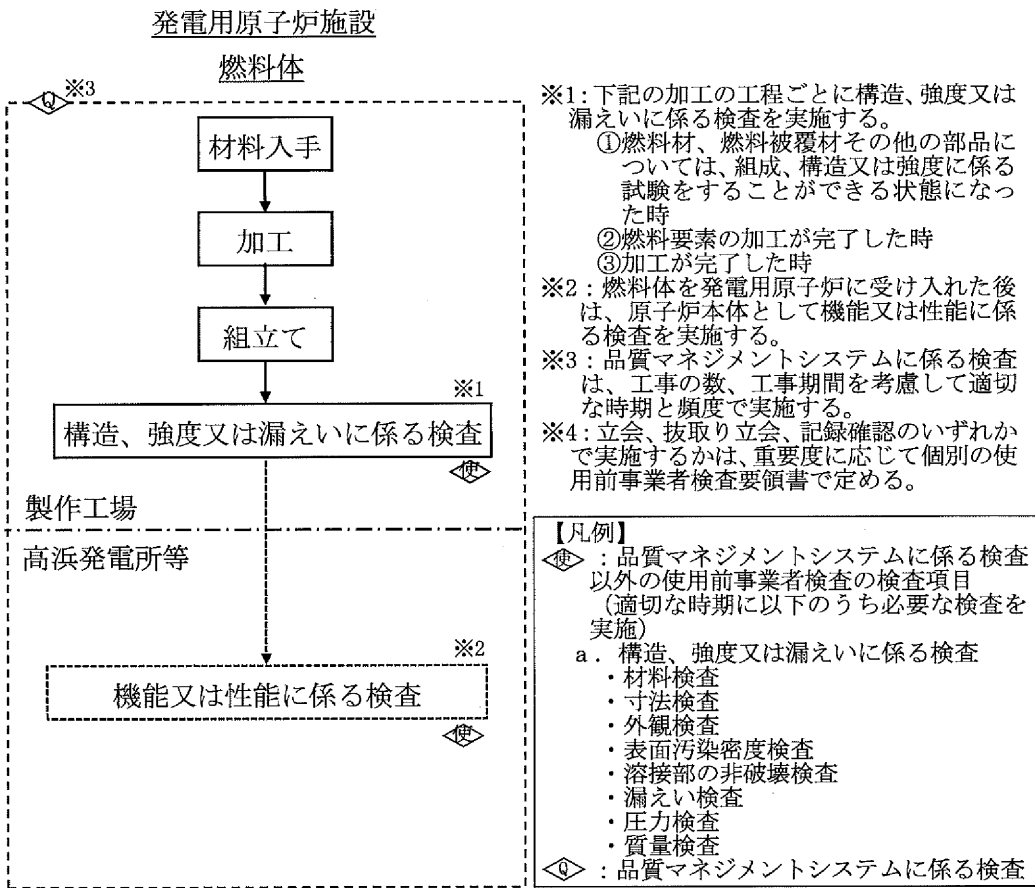 発電用原子炉施設
燃料体
Q ※3
材料入手
加工
組立て
※1
構造、強度又は漏えいに係る検査
使
製作工場
高浜発電所等
※2
機能又は性能に係る検査
使
※1：下記の加工の工程ごとに構造、強度又は
漏えいに係る検査を実施する。
①燃料材、燃料被覆材その他の部品に
ついては、組成、構造又は強度に係る
試験をすることができる状態になっ
た時
②燃料要素の加工が完了した時
③加工が完了した時
※2：燃料体を発電用原子炉に受け入れた後
は、原子炉本体として機能又は性能に係
る検査を実施する。
※3：品質マネジメントシステムに係る検査
は、工事の数、工事期間を考慮して適切
な時期と頻度で実施する。
※4：立会、抜取り立会、記録確認のいずれか
で実施するかは、重要度に応じて個別の使
用前事業者検査要領書で定める。
【凡例】
使：品質マネジメントシステムに係る検査
以外の使用前事業者検査の検査項目
（適切な時期に以下のうち必要な検査を
実施）
a．構造、強度又は漏えいに係る検査
・材料検査
・寸法検査
・外観検査
・表面汚染密度検査
・溶接部の非破壊検査
・漏えい検査
・圧力検査
・質量検査
Q：品質マネジメントシステムに係る検査